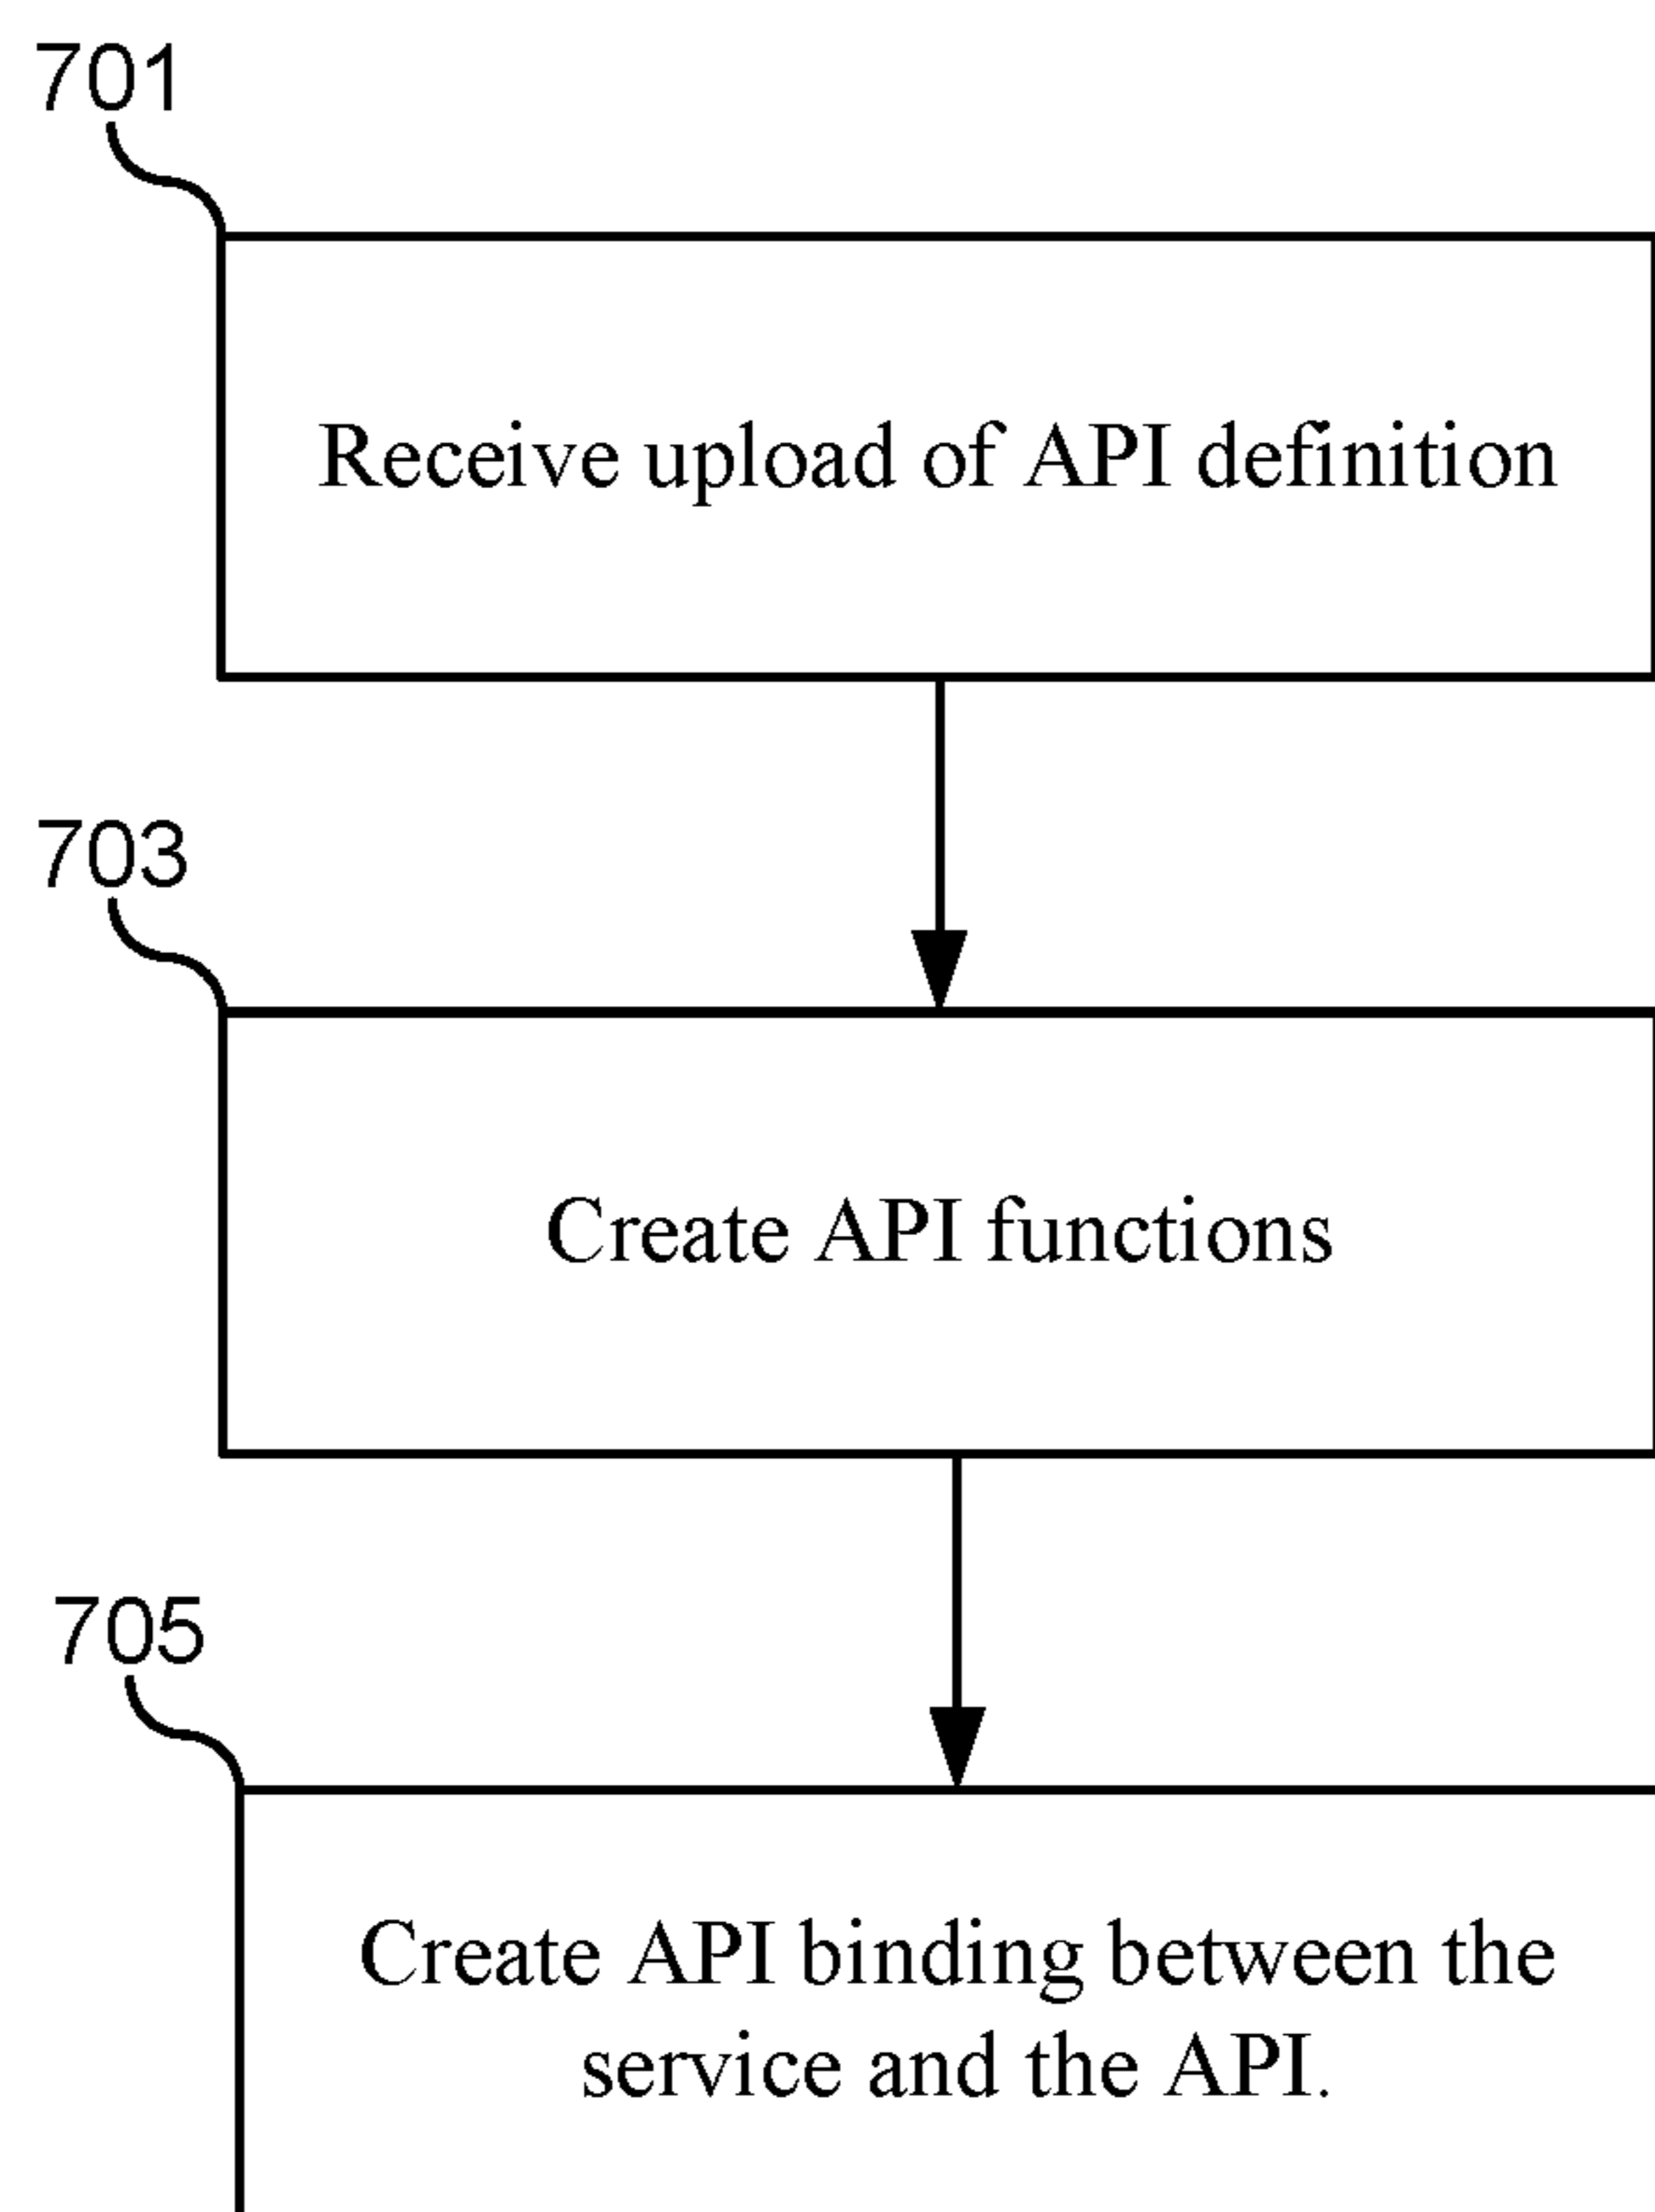 701
Receive upload of API definition
703
Create API functions
705
Create API binding between the
service and the API.